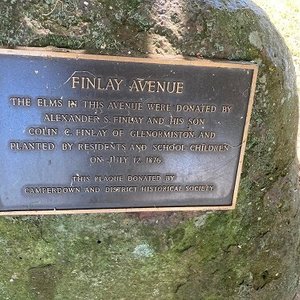 FINLAY AVENUE
THE ELMS IN THIS AVENUE WERE DONATED BY
ALEXANDER S. FINLAY AND HIS SON
COLIN C. FINLAY OF GLENORMISTON AND
PLANTED BY RESIDENTS AND SCHOOL CHILDREN
ON JULY 12, 1876
THIS PLAQUE DONATED BY
CAMPERDOWN AND DISTRICT HISTORICAL SOCIETY